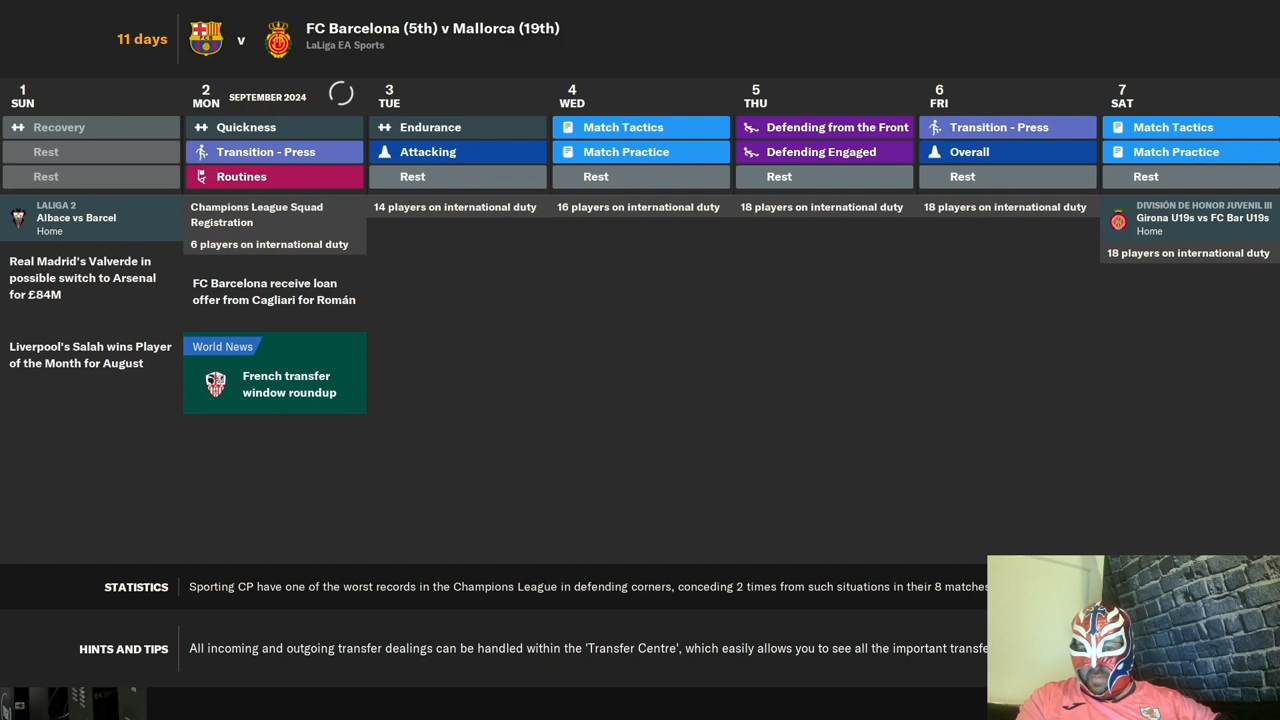 11 days
v
FC Barcelona (5th) v Mallorca (19th)
LaLiga EA Sports
1
SUN
2
MON
SEPTEMBER 2024
3
TUE
4
WED
5
THU
6
FRI
7
SAT
Recovery
Quickness
Endurance
Match Tactics
Defending from the Front
Transition - Press
Match Tactics
Rest
Transition - Press
Attacking
Match Practice
Defending Engaged
Overall
Match Practice
Rest
Routines
Rest
Rest
Rest
Rest
Rest
LALIGA 2
Albace vs Barcel
Home
Champions League Squad
Registration
6 players on international duty
14 players on international duty
16 players on international duty
18 players on international duty
18 players on international duty
DIVISIÓN DE HONOR JUVENIL III
Girona U19s vs FC Bar U19s
Home
18 players on international duty
Real Madrid's Valverde in
possible switch to Arsenal
for £84M
FC Barcelona receive loan
offer from Cagliari for Román
Liverpool's Salah wins Player
of the Month for August
World News
French transfer
window roundup
STATISTICS
Sporting CP have one of the worst records in the Champions League in defending corners, conceding 2 times from such situations in their 8 matches
HINTS AND TIPS
All incoming and outgoing transfer dealings can be handled within the 'Transfer Centre', which easily allows you to see all the important transfe